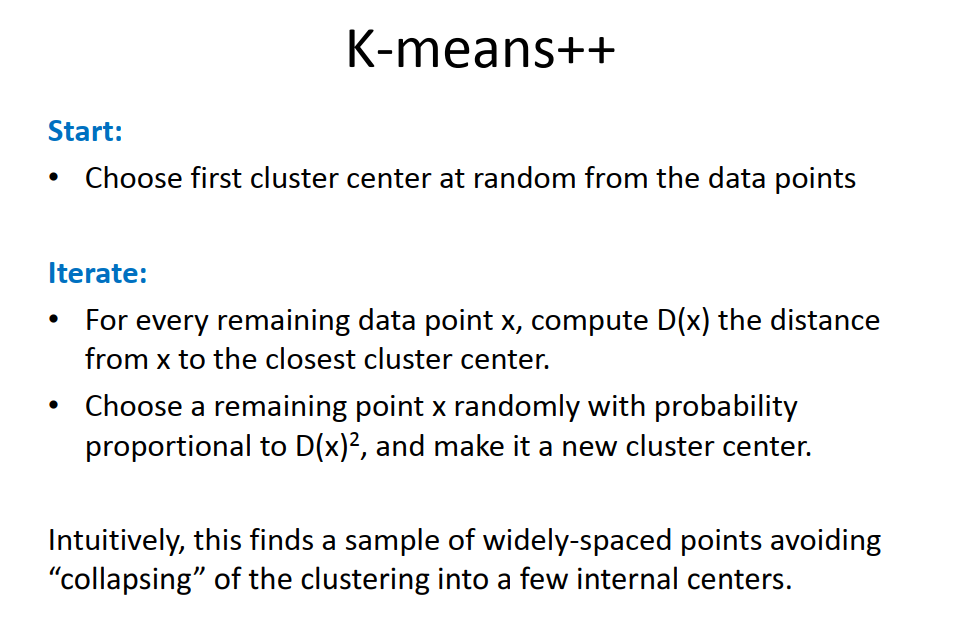 K-means++
Start:
• Choose first cluster center at random from the data points
Iterate:
• For every remaining data point x, compute D(x) the distance
from x to the closest cluster center.
• Choose a remaining point x randomly with probability
proportional to D(x)², and make it a new cluster center.
Intuitively, this finds a sample of widely-spaced points avoiding
“collapsing” of the clustering into a few internal centers.